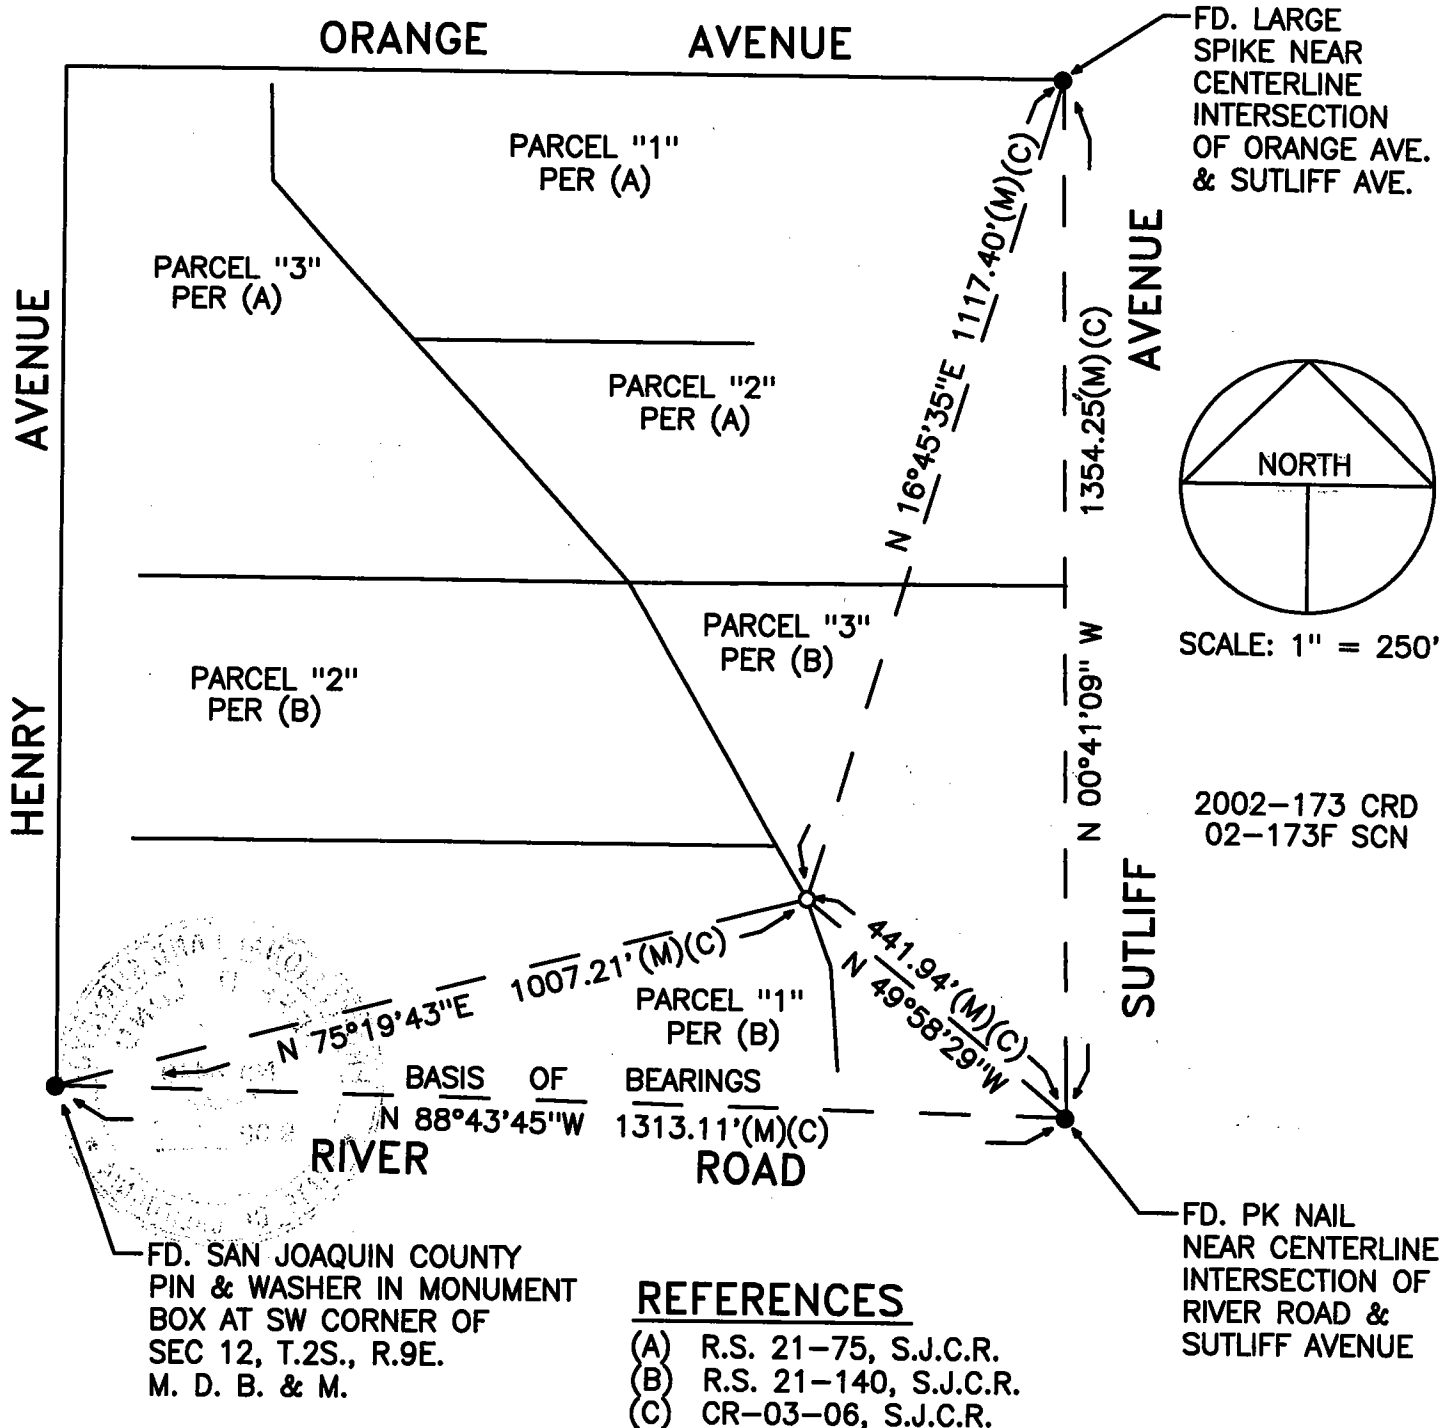 ORANGE AVENUE
FD. LARGE
SPIKE NEAR
CENTERLINE
INTERSECTION
OF ORANGE AVE.
& SUTLIFF AVE.
PARCEL "1"
PER (A)
PARCEL "3"
PER (A)
PARCEL "2"
PER (A)
HENRY AVENUE
N 16°45'35"E 1117.40'(M)(C)
N 00°41'09" W 1354.25'(M)(C)
SUTLIFF AVENUE
NORTH
SCALE: 1" = 250'
PARCEL "3"
PER (B)
PARCEL "2"
PER (B)
2002-173 CRD
02-173F SCN
N 75°19'43"E 1007.21'(M)(C)
441.94'(M)(C)
N 49°58'29"W
PARCEL "1"
PER (B)
BASIS OF BEARINGS
N 88°43'45"W 1313.11'(M)(C)
RIVER ROAD
FD. SAN JOAQUIN COUNTY
PIN & WASHER IN MONUMENT
BOX AT SW CORNER OF
SEC 12, T.2S., R.9E.
M. D. B. & M.
FD. PK NAIL
NEAR CENTERLINE
INTERSECTION OF
RIVER ROAD &
SUTLIFF AVENUE
REFERENCES
(A) R.S. 21-75, S.J.C.R.
(B) R.S. 21-140, S.J.C.R.
(C) CR-03-06, S.J.C.R.